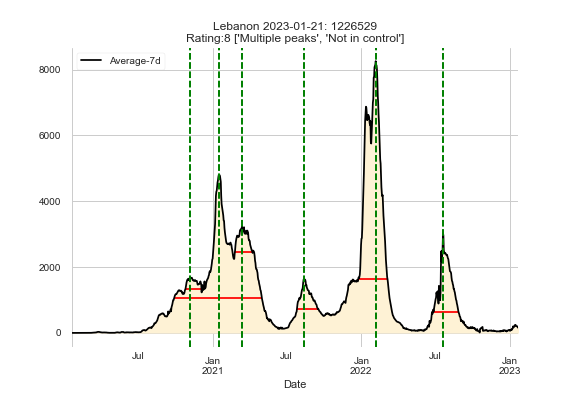 Lebanon 2023-01-21: 1226529
Rating:8 ['Multiple peaks', 'Not in control']
Average-7d
8000
6000
4000
2000
0
Jul
Jan
2021
Jul
Jan
2022
Jul
Jan
2023
Date